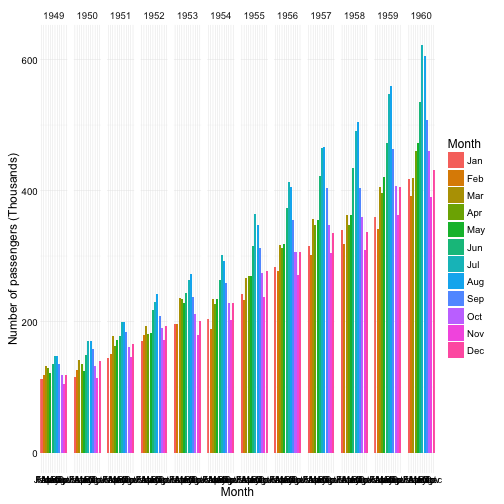 1949 1950 1951 1952 1953 1954 1955 1956 1957 1958 1959 1960
600
400
200
0
Number of passengers (Thousands)
Month
Month
Jan
Feb
Mar
Apr
May
Jun
Jul
Aug
Sep
Oct
Nov
Dec